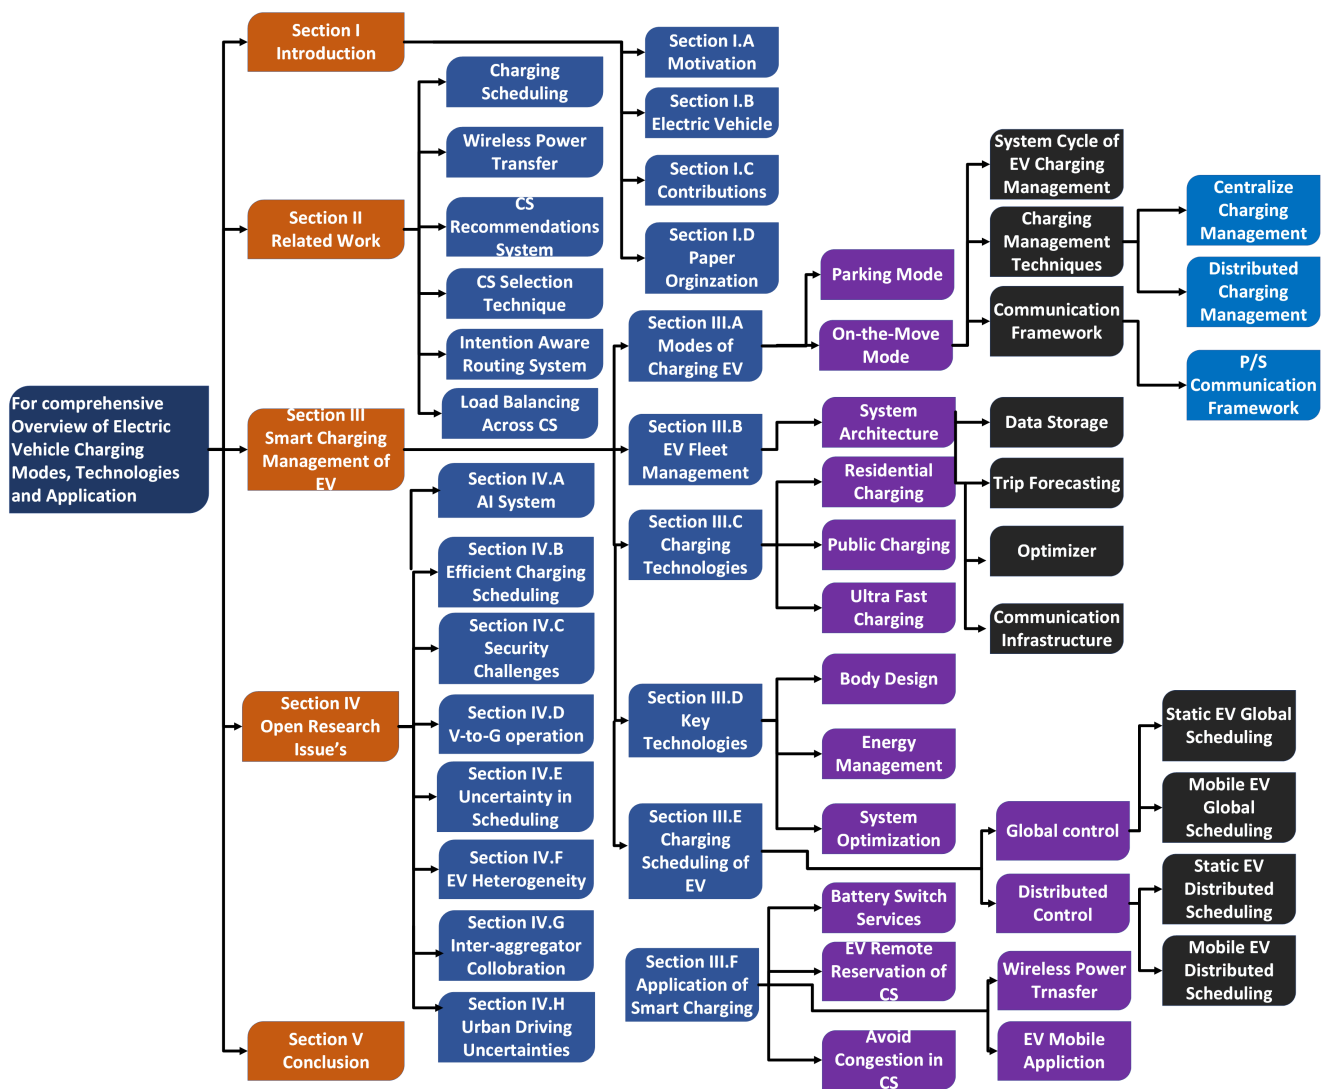 For comprehensive
Overview of Electric
Vehicle Charging
Modes, Technologies
and Application
Section I
Introduction
Section II
Related Work
Section III
Smart Charging
Management of
EV
Section IV
Open Research
Issue's
Section V
Conclusion
Charging
Scheduling
Wireless Power
Transfer
CS
Recommendations
System
CS Selection
Technique
Intention Aware
Routing System
Load Balancing
Across CS
Section IV.A
AI System
Section IV.B
Efficient Charging
Scheduling
Section IV.C
Security
Challenges
Section IV.D
V-to-G operation
Section IV.E
Uncertainty in
Scheduling
Section IV.F
EV Heterogeneity
Section IV.G
Inter-aggregator
Collobration
Section IV.H
Urban Driving
Uncertainties
Section I.A
Motivation
Section I.B
Electric Vehicle
Section I.C
Contributions
Section I.D
Paper
Orginzation
Section III.A
Modes of
Charging EV
Section III.B
EV Fleet
Management
Section III.C
Charging
Technologies
Section III.D
Key
Technologies
Section III.E
Charging
Scheduling of
EV
Section III.F
Application of
Smart Charging
Parking Mode
On-the-Move
Mode
System
Architecture
Residential
Charging
Public Charging
Ultra Fast
Charging
Body Design
Energy
Management
System
Optimization
Battery Switch
Services
EV Remote
Reservation of
CS
Avoid
Congestion in
CS
System Cycle of
EV Charging
Management
Charging
Management
Techniques
Communication
Framework
Data Storage
Trip Forecasting
Optimizer
Communication
Infrastructure
Global control
Distributed
Control
Wireless Power
Trnasfer
EV Mobile
Appliction
Centralize
Charging
Management
Distributed
Charging
Management
P/S
Communication
Framework
Static EV Global
Scheduling
Mobile EV
Global
Scheduling
Static EV
Distributed
Scheduling
Mobile EV
Distributed
Scheduling